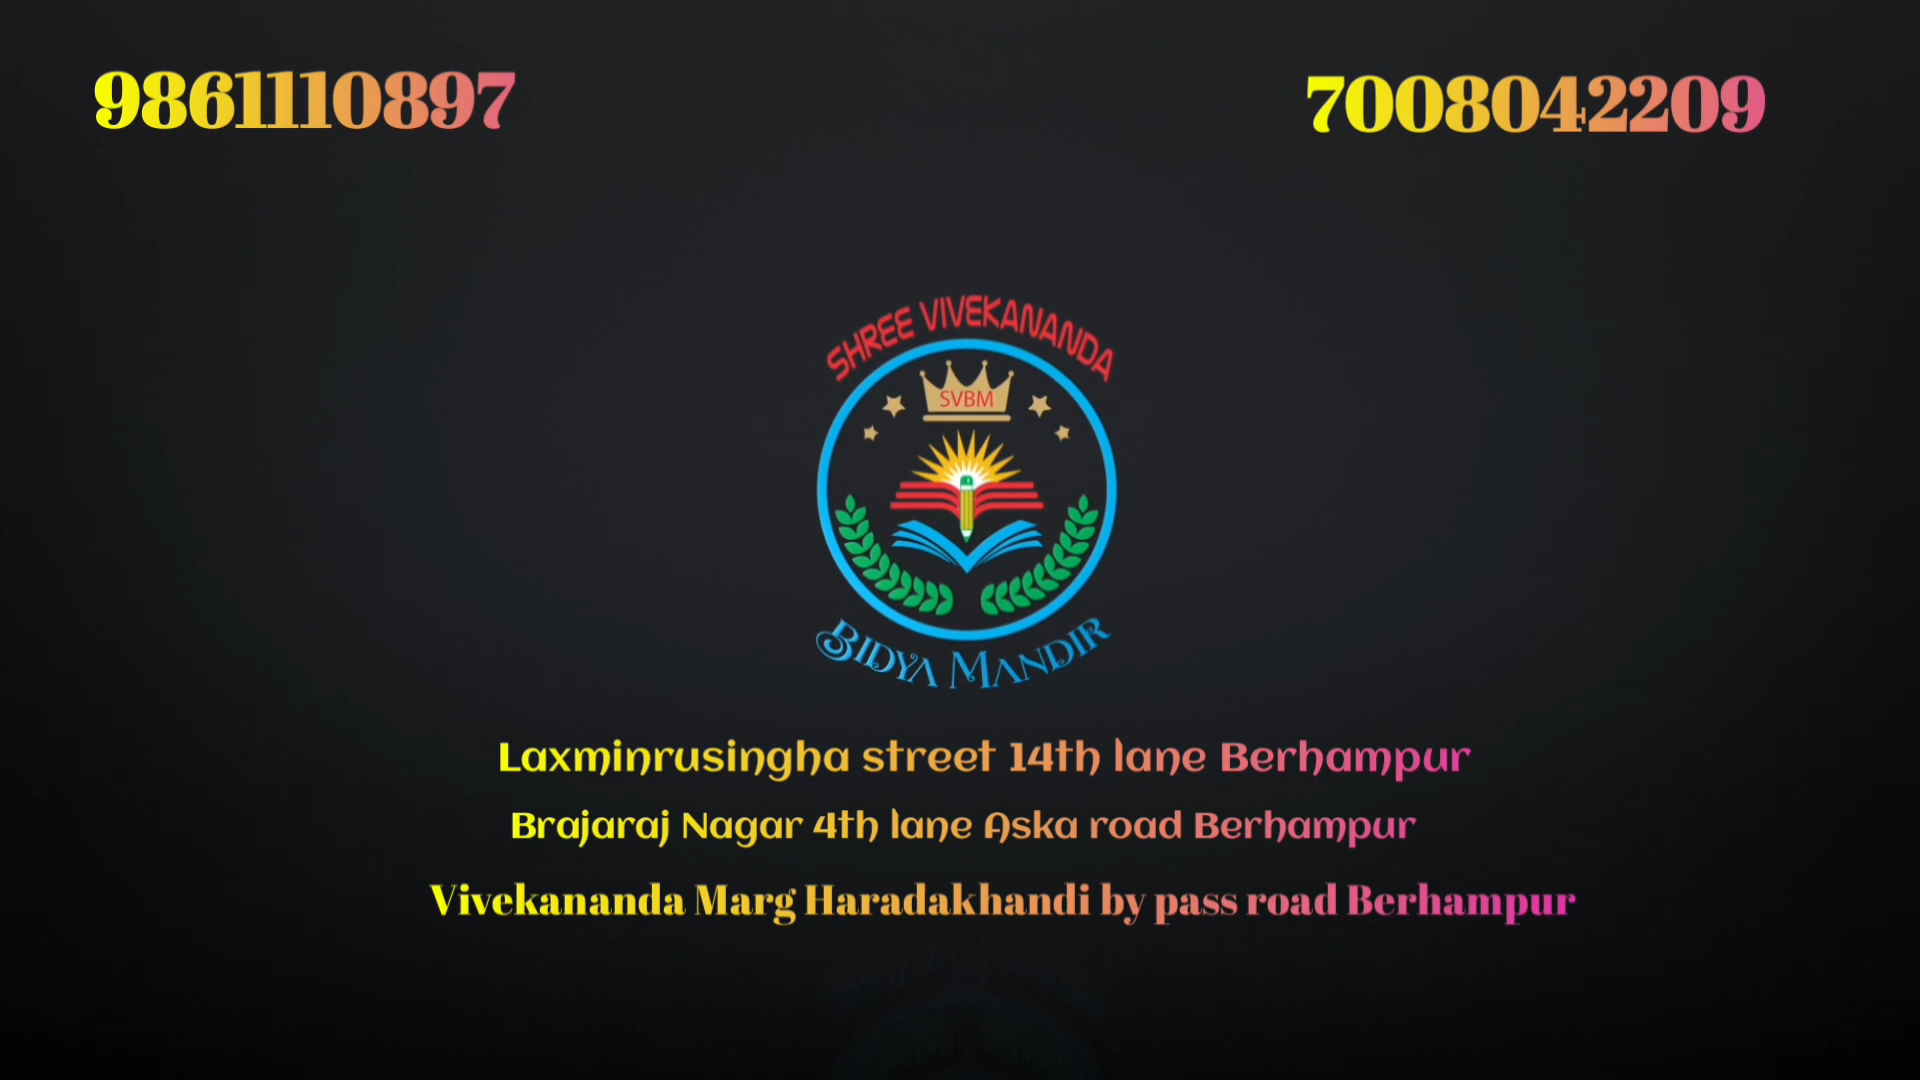 9861110897
7008042209
SHREE VIVEKANANDA
SVBM
BIDYA MANDIR
Laxminrusingha street 14th lane Berhampur
Brajaraj Nagar 4th lane Aska road Berhampur
Vivekananda Marg Haradakhandi by pass road Berhampur